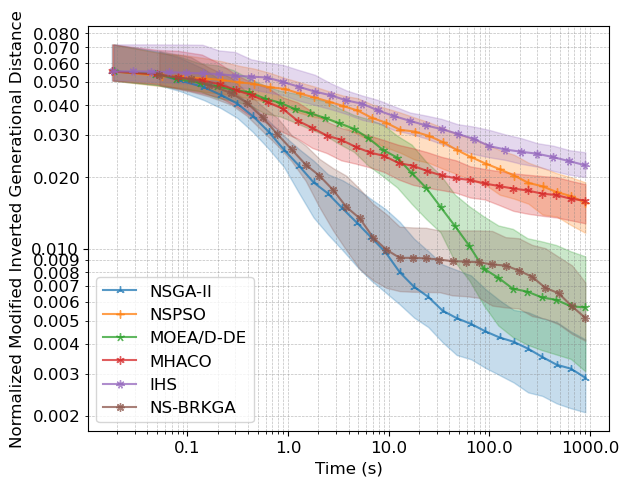 Normalized Modified Inverted Generational Distance
0.080
0.070
0.060
0.050
0.040
0.030
0.020
0.010
0.009
0.008
0.007
0.006
0.005
0.004
0.003
0.002
NSGA-II
NSPSO
MOEA/D-DE
MHACO
IHS
NS-BRKGA
0.1 1.0 10.0 100.0 1000.0
Time (s)